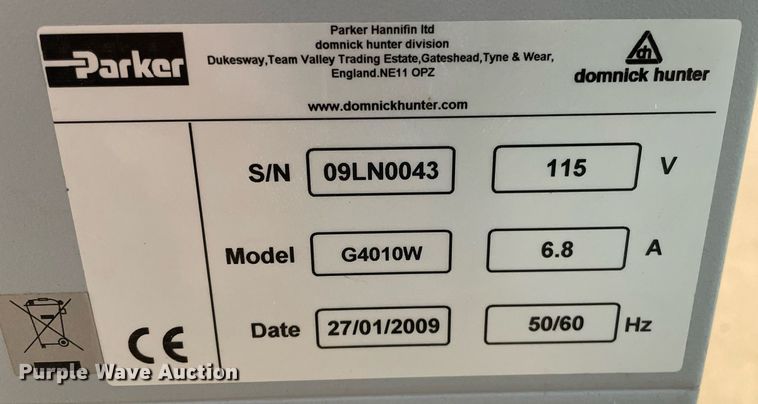 Parker
Parker Hannifin ltd
domnick hunter division
Dukesway,Team Valley Trading Estate,Gateshead,Tyne & Wear,
England.NE11 OPZ
www.domnickhunter.com
dh
domnick hunter
S/N 09LN0043 115 V
Model G4010W 6.8 A
Date 27/01/2009 50/60 Hz
CE
Purple Wave Auction